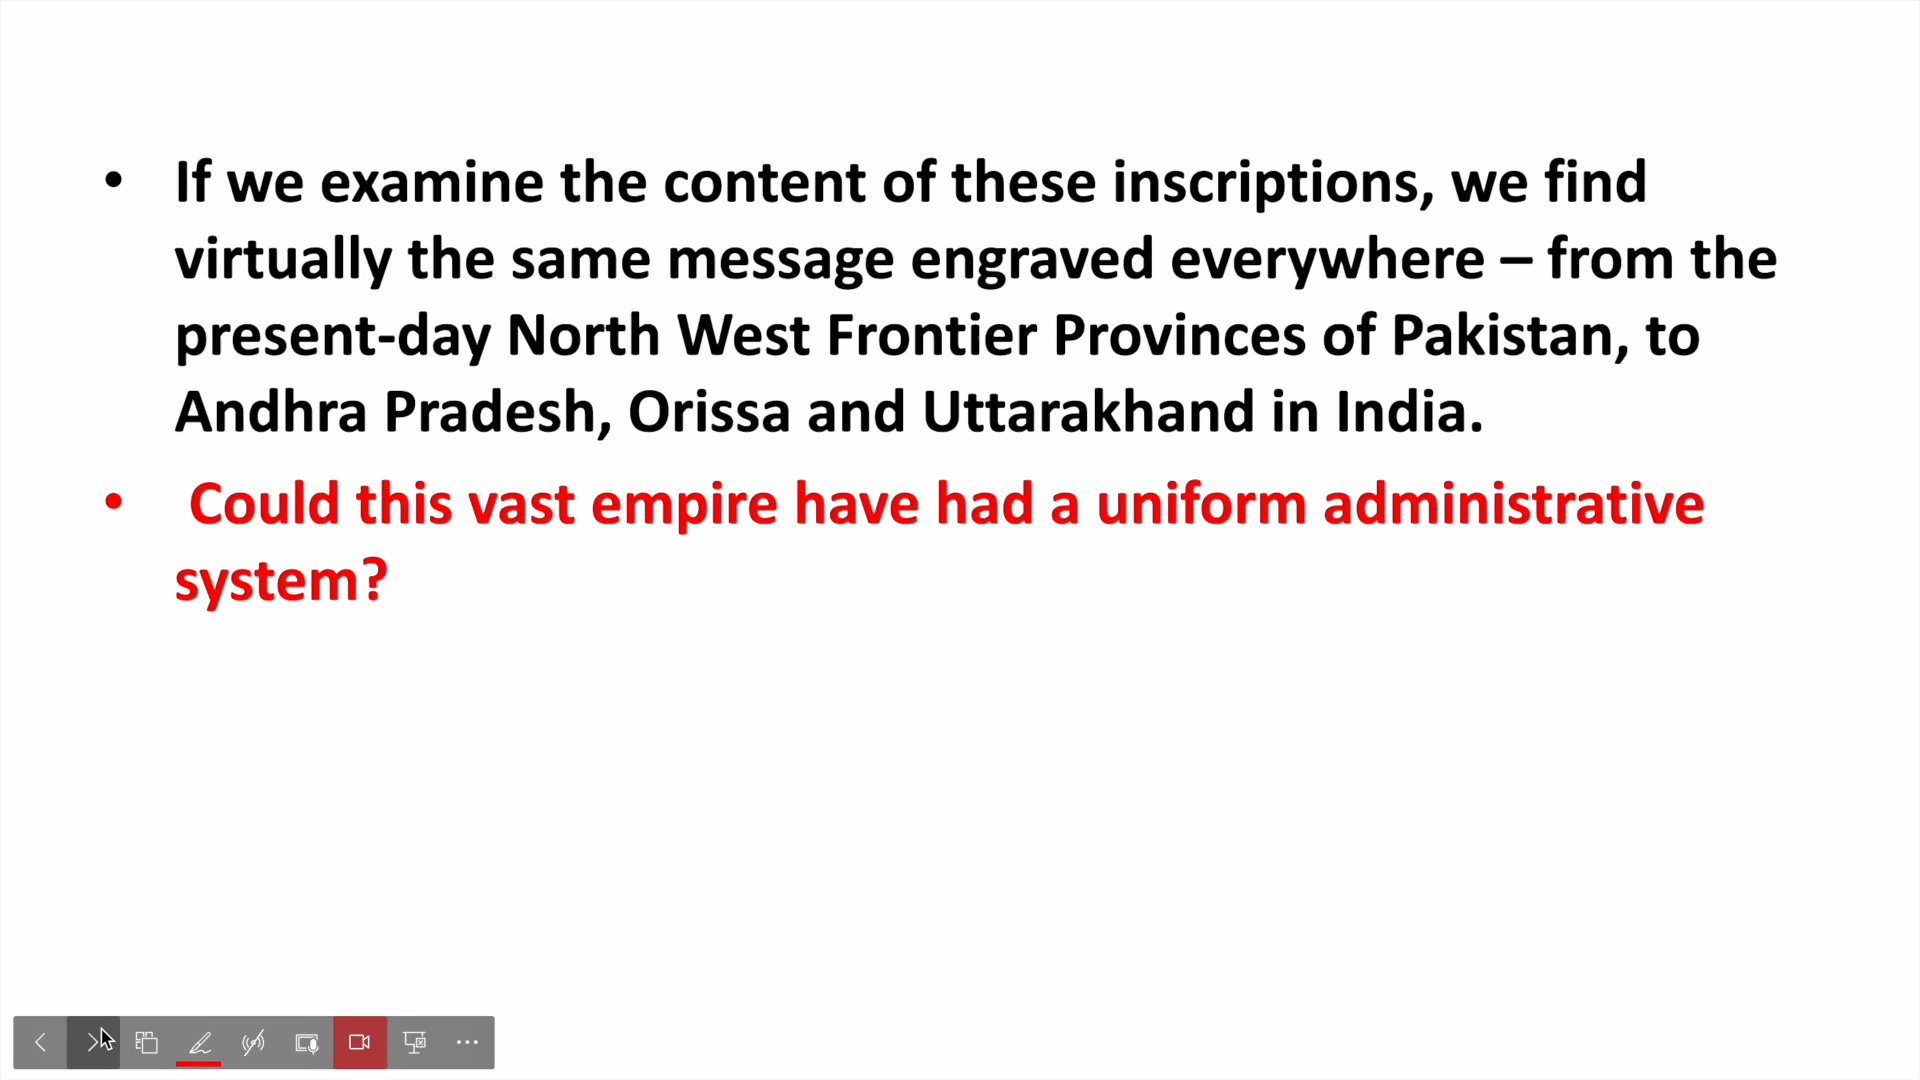 • If we examine the content of these inscriptions, we find
virtually the same message engraved everywhere – from the
present-day North West Frontier Provinces of Pakistan, to
Andhra Pradesh, Orissa and Uttarakhand in India.
• Could this vast empire have had a uniform administrative
system?